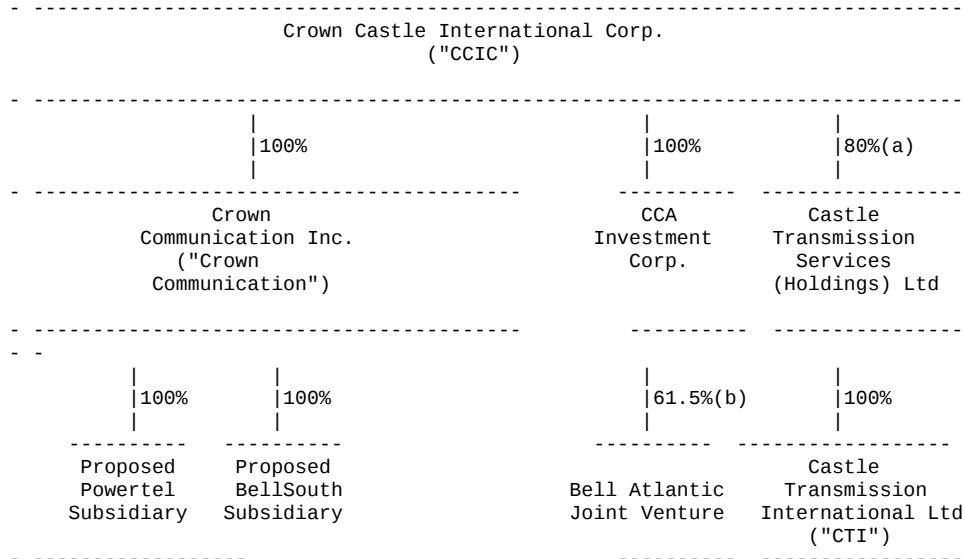 - ------------------------------------------------------------------------------
Crown Castle International Corp.
("CCIC")
- ------------------------------------------------------------------------------
| | |
|100% |100% |80%(a)
| | |
- ----------------------------------------- ---------- -----------------
Crown CCA Castle
Communication Inc. Investment Transmission
("Crown Corp. Services
Communication") (Holdings) Ltd
- ----------------------------------------- ---------- ----------------
- -
| | | |
|100% |100% |61.5%(b) |100%
| | | |
---------- ---------- ---------- ------------------
Proposed Proposed Castle
Powertel BellSouth Bell Atlantic Transmission
Subsidiary Subsidiary Joint Venture International Ltd
("CTI")
- ------------------ ---------- -----------------